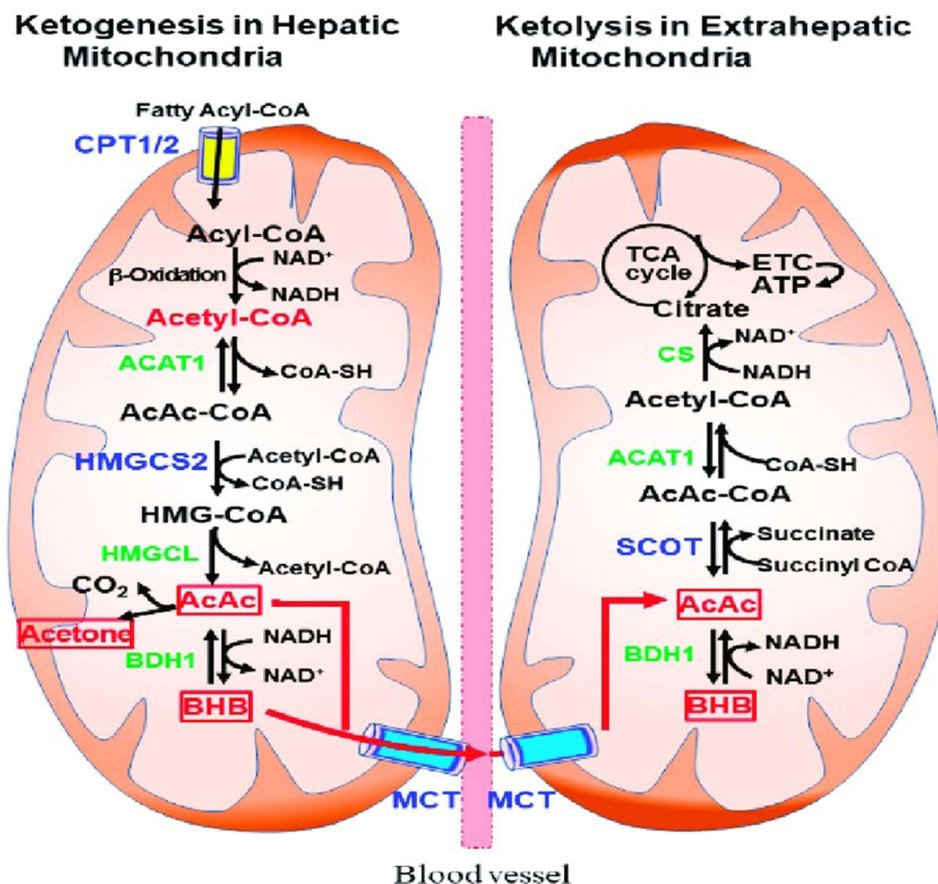 Ketogenesis in Hepatic
Mitochondria
Fatty Acyl-CoA
CPT1/2
Acyl-CoA
β-Oxidation
NAD⁺
NADH
Acetyl-CoA
ACAT1
CoA-SH
AcAc-CoA
HMGCS2
Acetyl-CoA
CoA-SH
HMG-CoA
HMGCL
Acetyl-CoA
CO₂
AcAc
Acetone
BDH1
NADH
NAD⁺
BHB
MCT
Ketolysis in Extrahepatic
Mitochondria
TCA
cycle
ETC
ATP
Citrate
CS
NAD⁺
NADH
Acetyl-CoA
ACAT1
CoA-SH
AcAc-CoA
SCOT
Succinate
Succinyl CoA
AcAc
BDH1
NADH
NAD⁺
BHB
MCT
Blood vessel